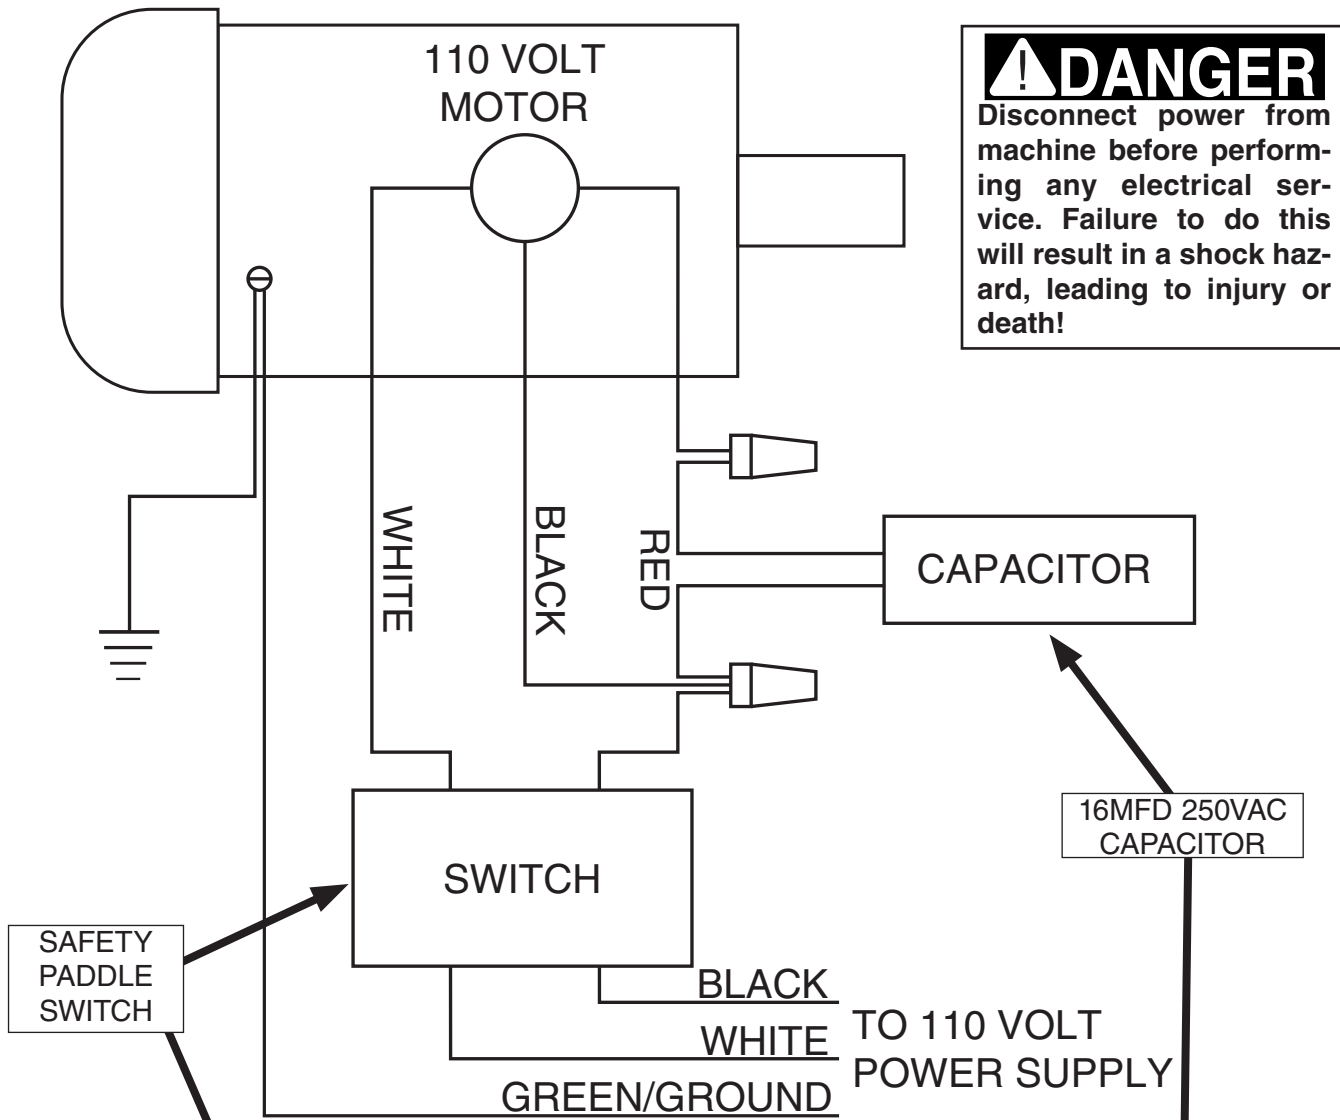 110 VOLT
MOTOR
DANGER
Disconnect power from
machine before perform-
ing any electrical ser-
vice. Failure to do this
will result in a shock haz-
ard, leading to injury or
death!
WHITE
BLACK
RED
CAPACITOR
16MFD 250VAC
CAPACITOR
SWITCH
SAFETY
PADDLE
SWITCH
BLACK
WHITE
GREEN/GROUND
TO 110 VOLT
POWER SUPPLY